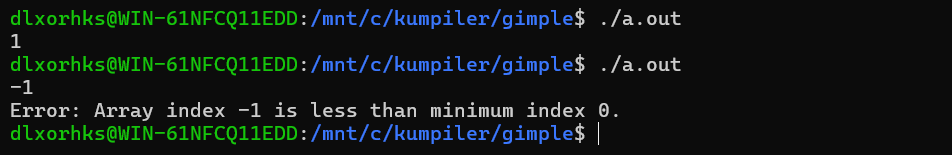 dlxorhks@WIN-61NFCQ11EDD:/mnt/c/kumpiler/gimple$ ./a.out
1
dlxorhks@WIN-61NFCQ11EDD:/mnt/c/kumpiler/gimple$ ./a.out
-1
Error: Array index -1 is less than minimum index 0.
dlxorhks@WIN-61NFCQ11EDD:/mnt/c/kumpiler/gimple$